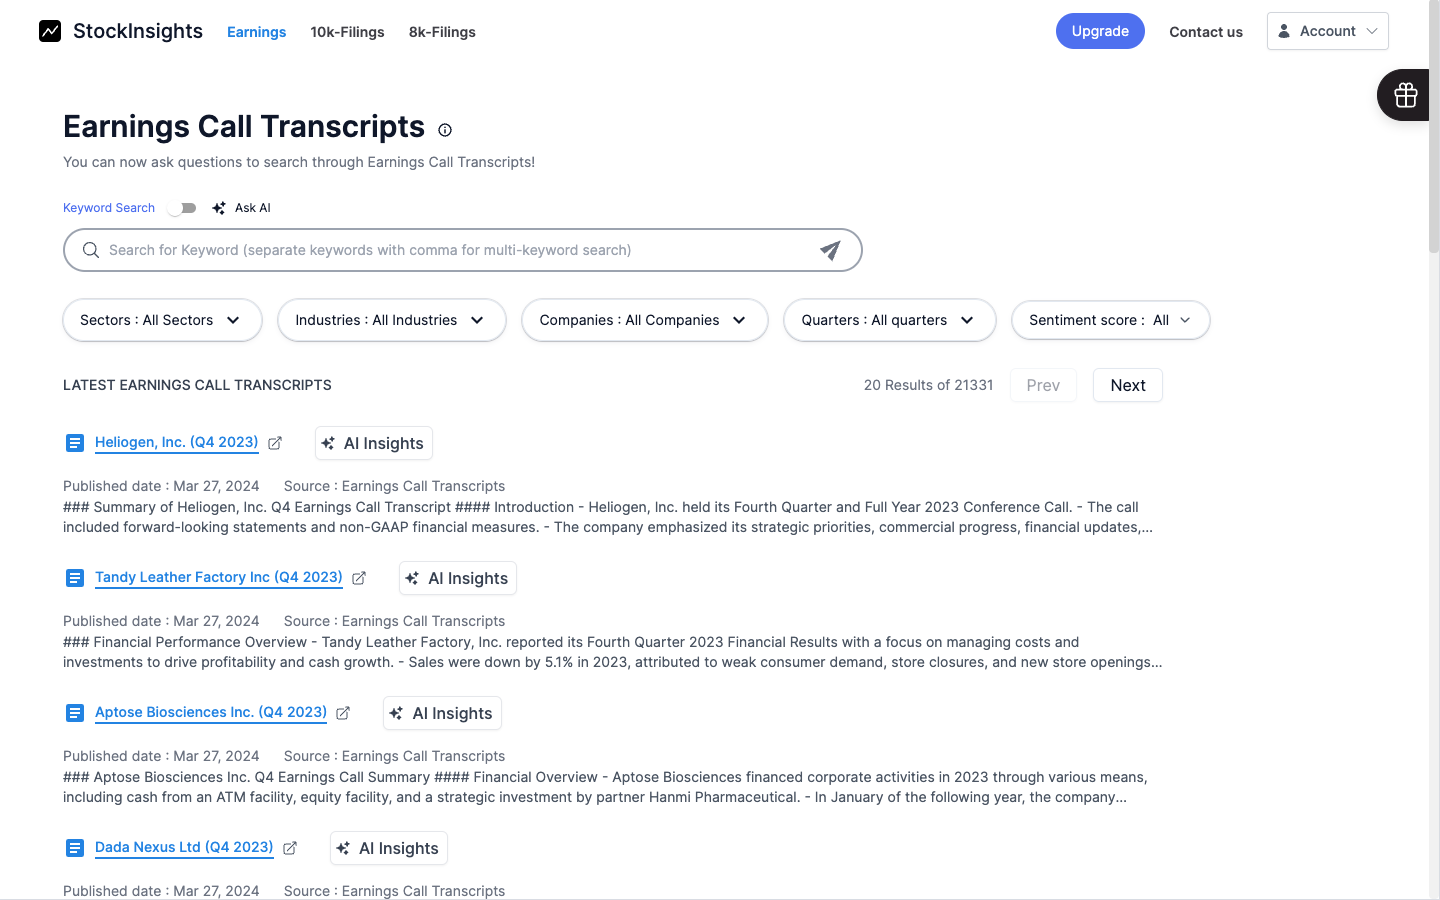 StockInsights Earnings 10k-Filings 8k-Filings Upgrade Contact us Account
Earnings Call Transcripts
You can now ask questions to search through Earnings Call Transcripts!
Keyword Search Ask AI
Search for Keyword (separate keywords with comma for multi-keyword search)
Sectors : All Sectors Industries : All Industries Companies : All Companies Quarters : All quarters Sentiment score : All
LATEST EARNINGS CALL TRANSCRIPTS 20 Results of 21331 Prev Next
Heliogen, Inc. (Q4 2023) AI Insights
Published date : Mar 27, 2024 Source : Earnings Call Transcripts
### Summary of Heliogen, Inc. Q4 Earnings Call Transcript #### Introduction - Heliogen, Inc. held its Fourth Quarter and Full Year 2023 Conference Call. - The call
included forward-looking statements and non-GAAP financial measures. - The company emphasized its strategic priorities, commercial progress, financial updates,...
Tandy Leather Factory Inc (Q4 2023) AI Insights
Published date : Mar 27, 2024 Source : Earnings Call Transcripts
### Financial Performance Overview - Tandy Leather Factory, Inc. reported its Fourth Quarter 2023 Financial Results with a focus on managing costs and
investments to drive profitability and cash growth. - Sales were down by 5.1% in 2023, attributed to weak consumer demand, store closures, and new store openings...
Aptose Biosciences Inc. (Q4 2023) AI Insights
Published date : Mar 27, 2024 Source : Earnings Call Transcripts
### Aptose Biosciences Inc. Q4 Earnings Call Summary #### Financial Overview - Aptose Biosciences financed corporate activities in 2023 through various means,
including cash from an ATM facility, equity facility, and a strategic investment by partner Hanmi Pharmaceutical. - In January of the following year, the company...
Dada Nexus Ltd (Q4 2023) AI Insights
Published date : Mar 27, 2024 Source : Earnings Call Transcripts